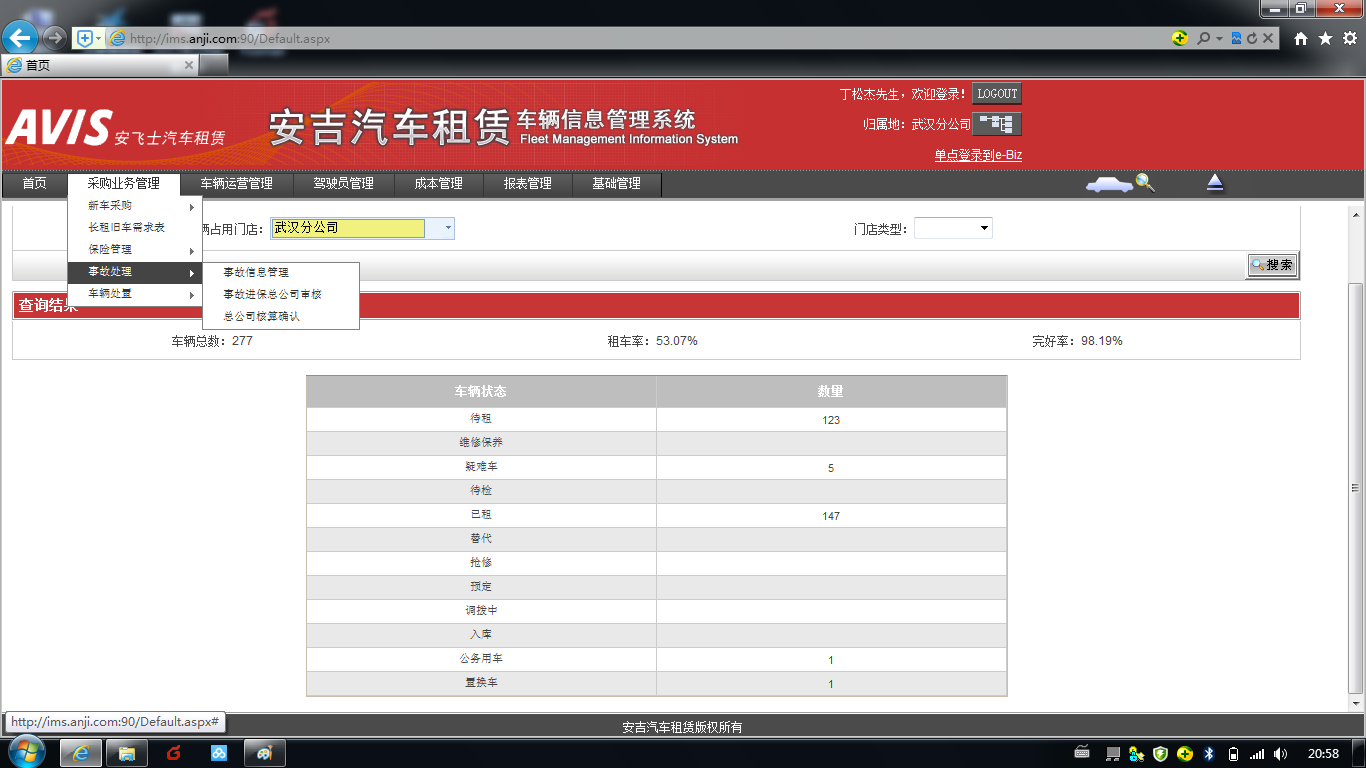 http://ims.anji.com:90/Default.aspx
首页
AVIS 安飞士汽车租赁
安吉汽车租赁 车辆信息管理系统
Fleet Management Information System
丁松杰先生，欢迎登录！ LOGOUT
归属地：武汉分公司
单点登录到e-Biz
首页 采购业务管理 车辆运营管理 驾驶员管理 成本管理 报表管理 基础管理
新车采购
长租旧车需求表
保险管理
事故处理
车辆处置
事故信息管理
事故进保总公司审核
总公司核算确认
辆占用门店： 武汉分公司 门店类型：
搜索
查询结果
车辆总数：277 租车率：53.07% 完好率：98.19%
车辆状态 数量
待租 123
维修保养
疑难车 5
待检
已租 147
替代
抢修
预定
调拨中
入库
公务用车 1
置换车 1
http://ims.anji.com:90/Default.aspx#
安吉汽车租赁版权所有
20:58